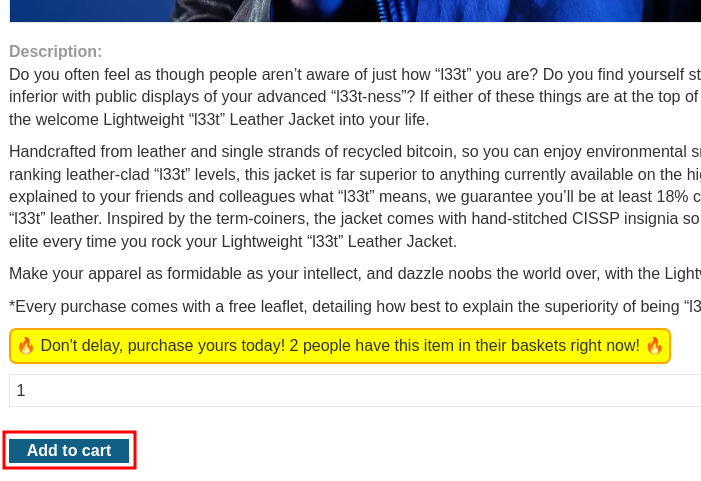 Description:
Do you often feel as though people aren’t aware of just how “l33t” you are? Do you find yourself
inferior with public displays of your advanced “l33t-ness”? If either of these things are at the top of
the welcome Lightweight “l33t” Leather Jacket into your life.
Handcrafted from leather and single strands of recycled bitcoin, so you can enjoy environmental
ranking leather-clad “l33t” levels, this jacket is far superior to anything currently available on the
explained to your friends and colleagues what “l33t” means, we guarantee you’ll be at least 18%
“l33t” leather. Inspired by the term-coiners, the jacket comes with hand-stitched CISSP insignia so
elite every time you rock your Lightweight “l33t” Leather Jacket.
Make your apparel as formidable as your intellect, and dazzle noobs the world over, with the
*Every purchase comes with a free leaflet, detailing how best to explain the superiority of being
🔥 Don't delay, purchase yours today! 2 people have this item in their baskets right now! 🔥
1
Add to cart